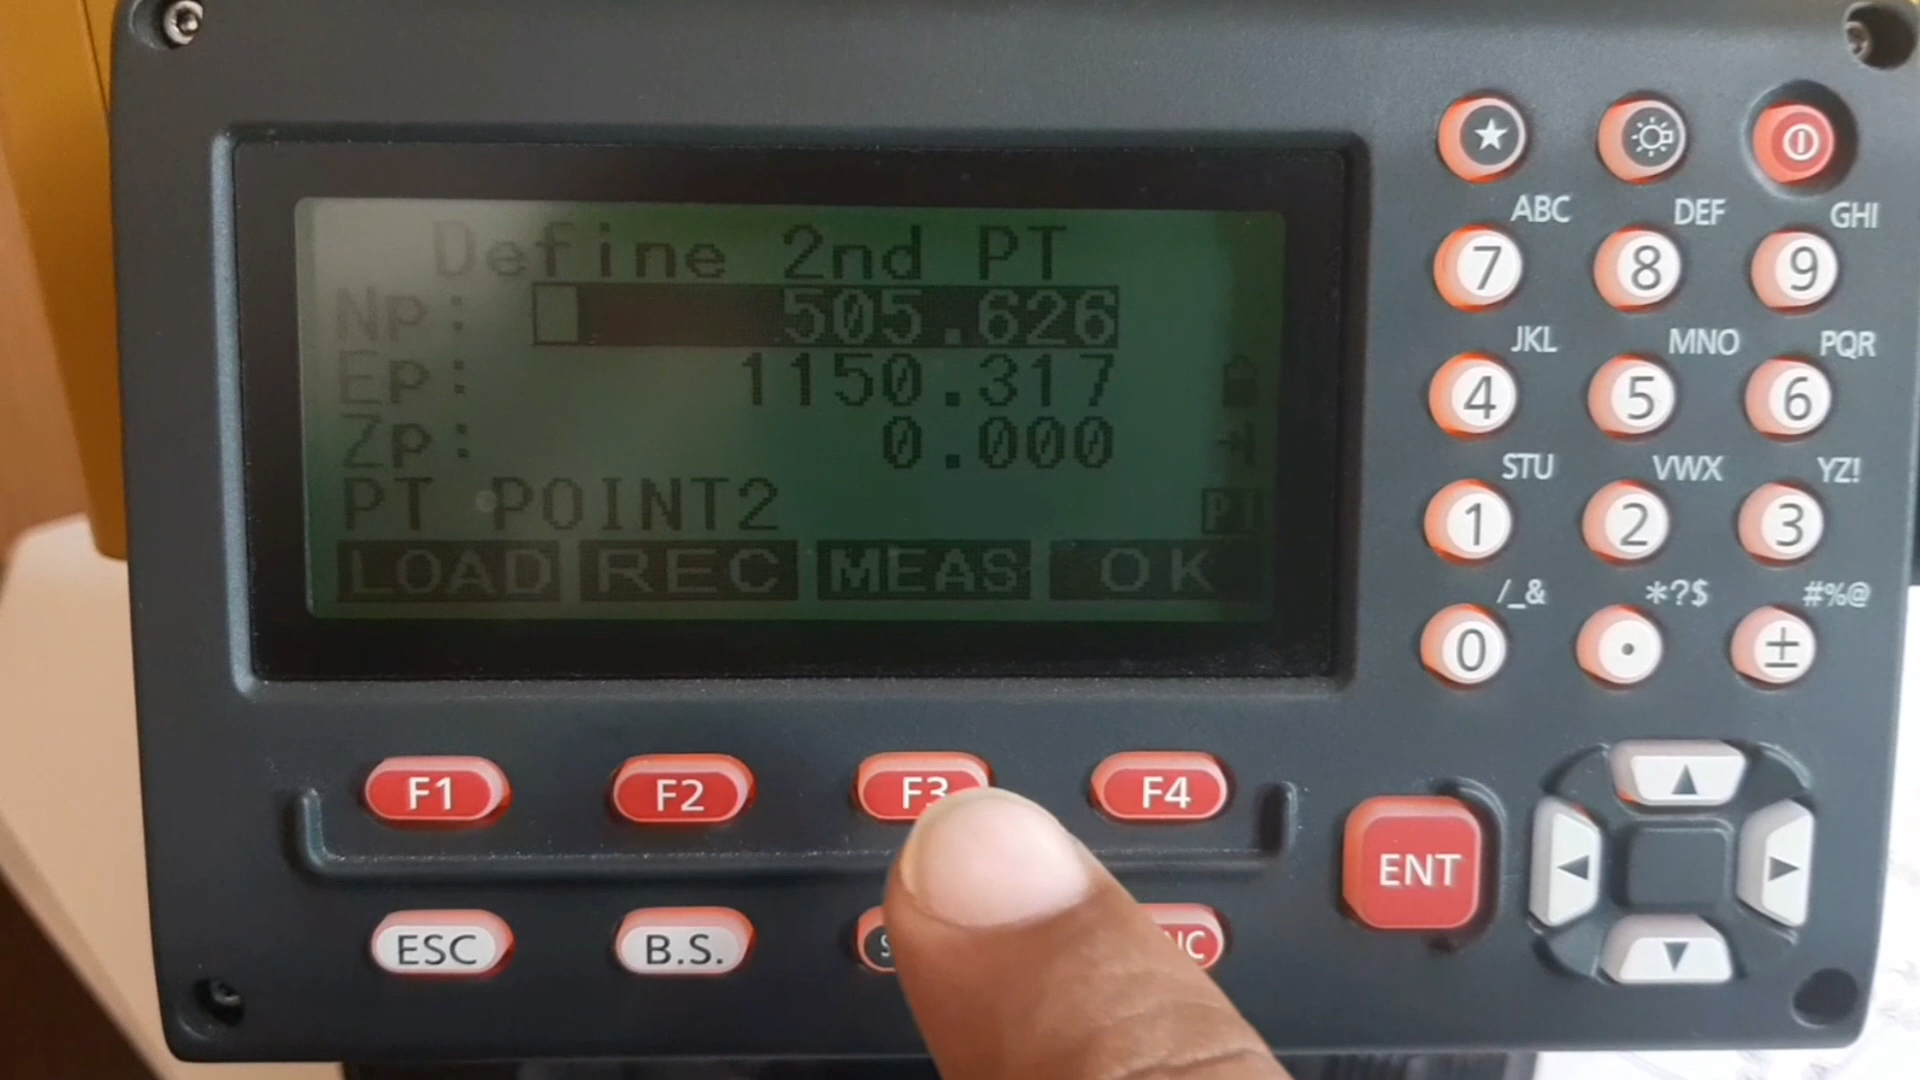 Define 2nd PT
Np: 505.626
Ep: 1150.317
Zp: 0.000
PT POINT2
P1
LOAD REC MEAS OK
ABC DEF GHI
7 8 9
JKL MNO PQR
4 5 6
STU VWX YZ!
1 2 3
/_& *?$ #%@
0 • ±
F1 F2 F3 F4
ENT
ESC B.S.